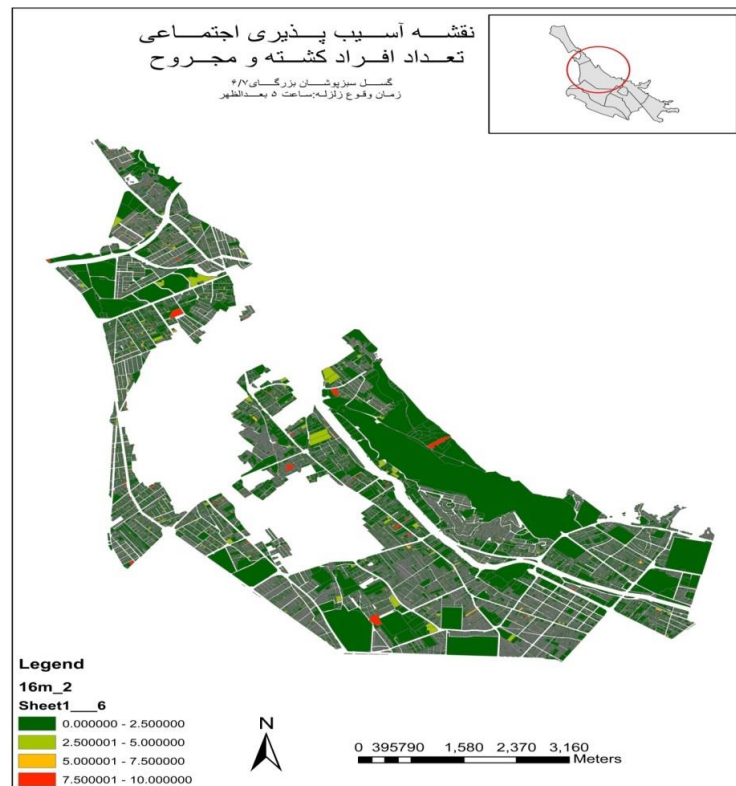 نقشه آسیب پذیری اجتماعی
تعداد افراد کشته و مجروح
گسل سبزپوشان بزرگای ۶/۷
زمان وقوع زلزله:ساعت ۵ بعدالظهر
Legend
16m_2
Sheet1___6
0.000000 - 2.500000
2.500001 - 5.000000
5.000001 - 7.500000
7.500001 - 10.000000
N
0 395790 1,580 2,370 3,160
Meters